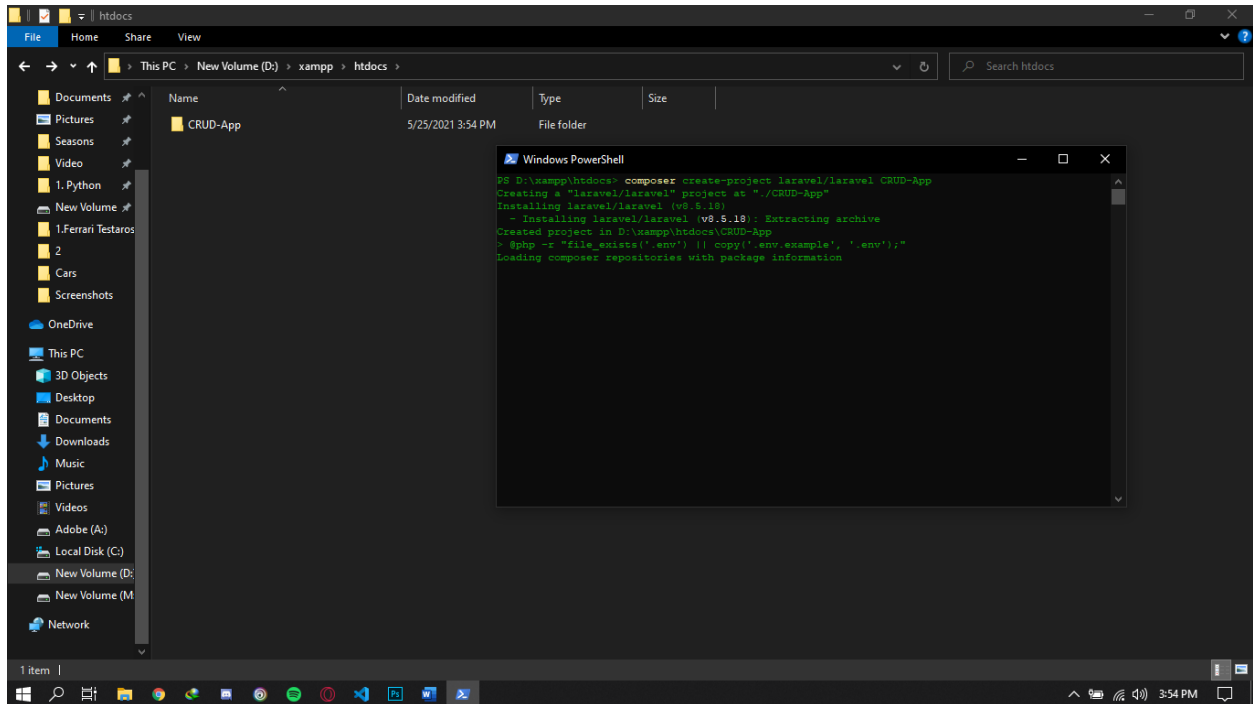 htdocs
File Home Share View
This PC > New Volume (D:) > xampp > htdocs >
Search htdocs
Documents
Pictures
Seasons
Video
1. Python
New Volume
1.Ferrari Testaros
2
Cars
Screenshots
OneDrive
This PC
3D Objects
Desktop
Documents
Downloads
Music
Pictures
Videos
Adobe (A:)
Local Disk (C:)
New Volume (D:
New Volume (M:
Network
Name Date modified Type Size
CRUD-App 5/25/2021 3:54 PM File folder
Windows PowerShell
PS D:\xampp\htdocs> composer create-project laravel/laravel CRUD-App
Creating a "laravel/laravel" project at "./CRUD-App"
Installing laravel/laravel (v8.5.18)
- Installing laravel/laravel (v8.5.18): Extracting archive
Created project in D:\xampp\htdocs\CRUD-App
> @php -r "file_exists('.env') || copy('.env.example', '.env');"
Loading composer repositories with package information
1 item
Ps
W
3:54 PM